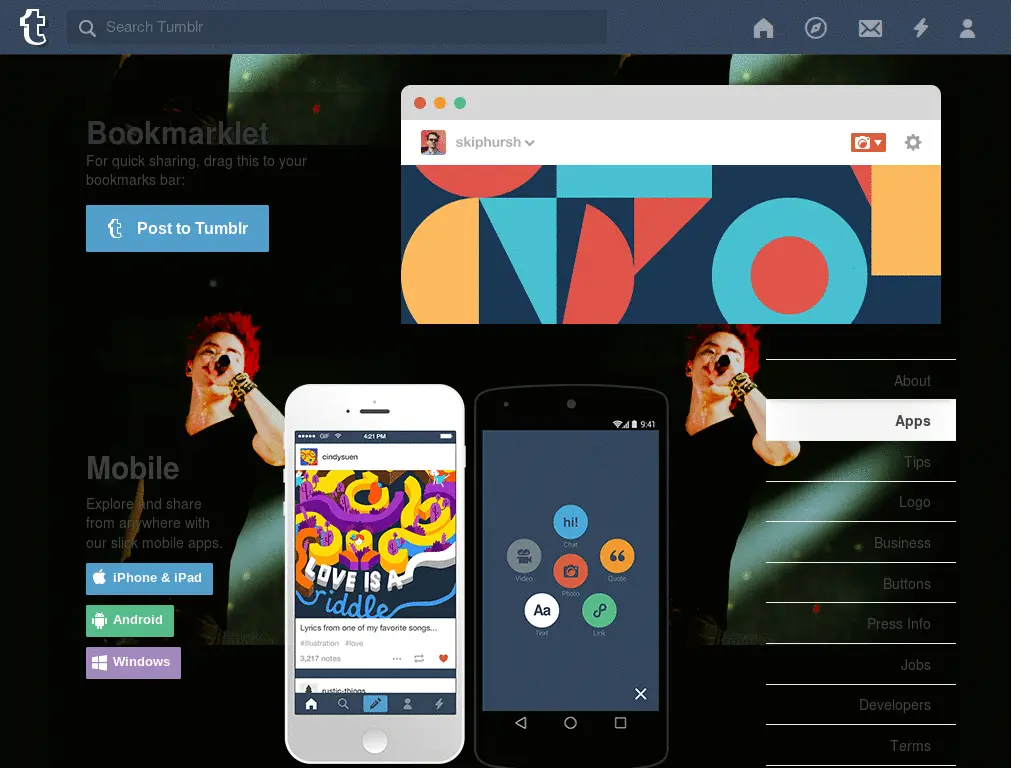 Search Tumblr
Bookmarklet
For quick sharing, drag this to your
bookmarks bar:
Post to Tumblr
skiphursh
Mobile
Explore and share
from anywhere with
our slick mobile apps.
iPhone & iPad
Android
Windows
GIF
4:21 PM
cindysuen
LOVE IS A
riddle
Lyrics from one of my favorite songs...
#illustration #love
3,217 notes
rustic-things
9:41
hi!
Chat
Video
Quote
Photo
Aa
Text
Link
About
Apps
Tips
Logo
Business
Buttons
Press Info
Jobs
Developers
Terms